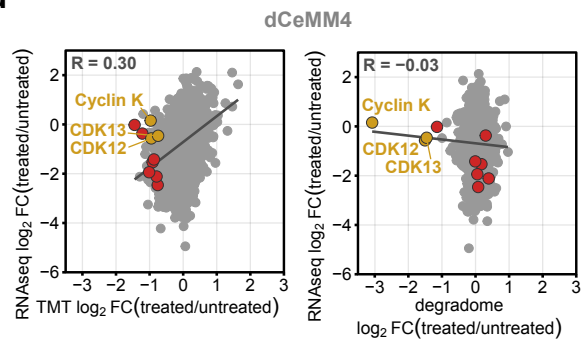 dCeMM4
R = 0.30
Cyclin K
CDK13
CDK12
2
0
−2
−4
−6
−3 −2 −1 0 1 2 3
RNAseq log2 FC(treated/untreated)
TMT log2 FC(treated/untreated)
R = −0.03
Cyclin K
CDK12
CDK13
2
0
−2
−4
−6
−3 −2 −1 0 1 2 3
RNAseq log2 FC(treated/untreated)
degradome
log2 FC(treated/untreated)